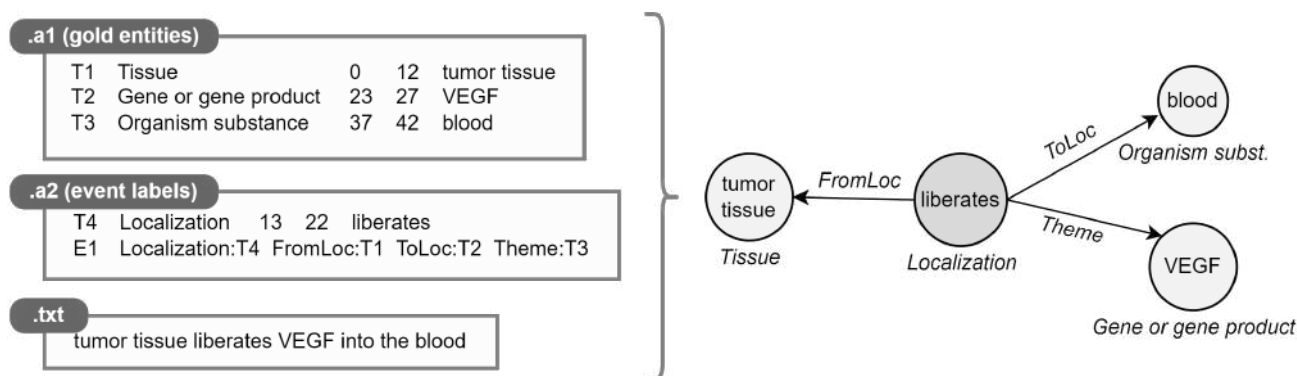 .a1 (gold entities)
T1 Tissue 0 12 tumor tissue
T2 Gene or gene product 23 27 VEGF
T3 Organism substance 37 42 blood
.a2 (event labels)
T4 Localization 13 22 liberates
E1 Localization:T4 FromLoc:T1 ToLoc:T2 Theme:T3
.txt
tumor tissue liberates VEGF into the blood
tumor
tissue
Tissue
FromLoc
liberates
Localization
ToLoc
blood
Organism subst.
Theme
VEGF
Gene or gene product